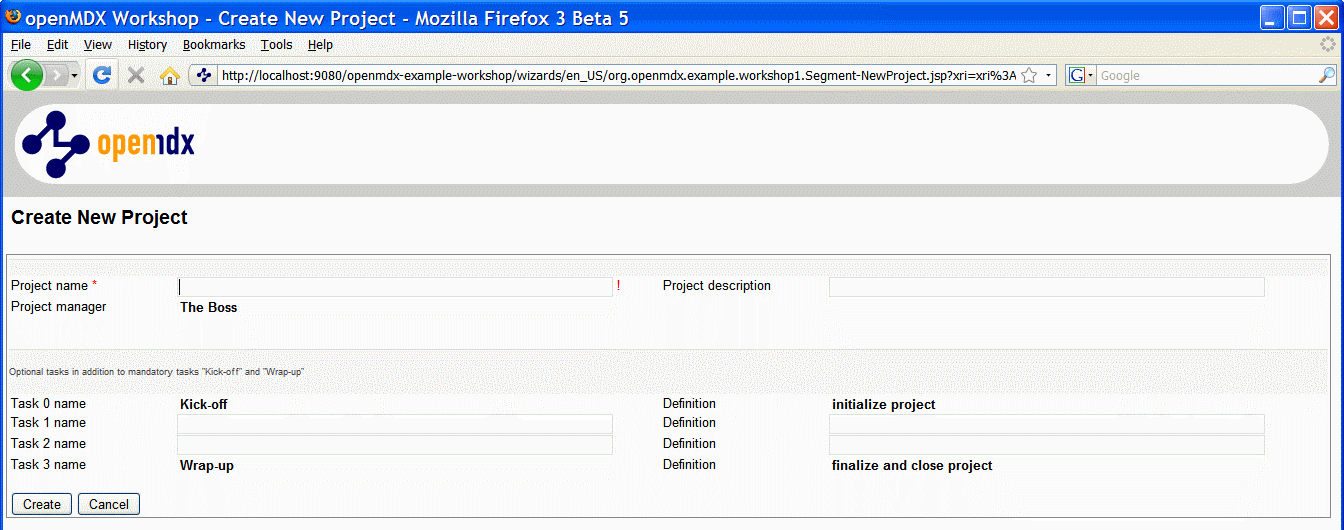 openMDX Workshop - Create New Project - Mozilla Firefox 3 Beta 5
File Edit View History Bookmarks Tools Help
http://localhost:9080/openmdx-example-workshop/wizards/en_US/org.openmdx.example.workshop1.Segment-NewProject.jsp?xri=xri%3A G Google
openmdx
Create New Project
Project name * ! Project description
Project manager The Boss
Optional tasks in addition to mandatory tasks "Kick-off" and "Wrap-up"
Task 0 name Kick-off Definition initialize project
Task 1 name Definition
Task 2 name Definition
Task 3 name Wrap-up Definition finalize and close project
Create Cancel